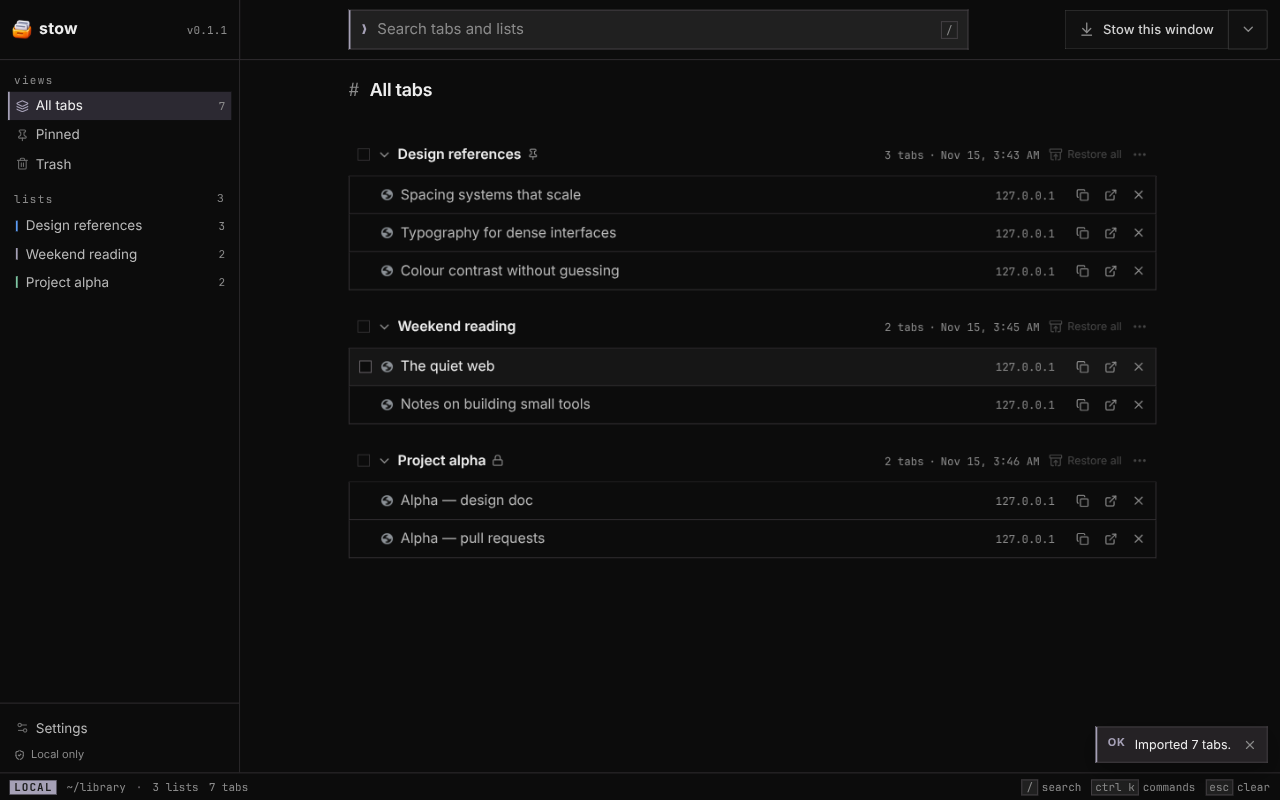 stow v0.1.1
Search tabs and lists /
Stow this window
views
All tabs 7
Pinned
Trash
lists 3
Design references 3
Weekend reading 2
Project alpha 2
# All tabs
Design references 3 tabs · Nov 15, 3:43 AM Restore all
Spacing systems that scale 127.0.0.1
Typography for dense interfaces 127.0.0.1
Colour contrast without guessing 127.0.0.1
Weekend reading 2 tabs · Nov 15, 3:45 AM Restore all
The quiet web 127.0.0.1
Notes on building small tools 127.0.0.1
Project alpha 2 tabs · Nov 15, 3:46 AM Restore all
Alpha — design doc 127.0.0.1
Alpha — pull requests 127.0.0.1
Settings
Local only
OK Imported 7 tabs.
LOCAL ~/library · 3 lists 7 tabs
/ search ctrl k commands esc clear